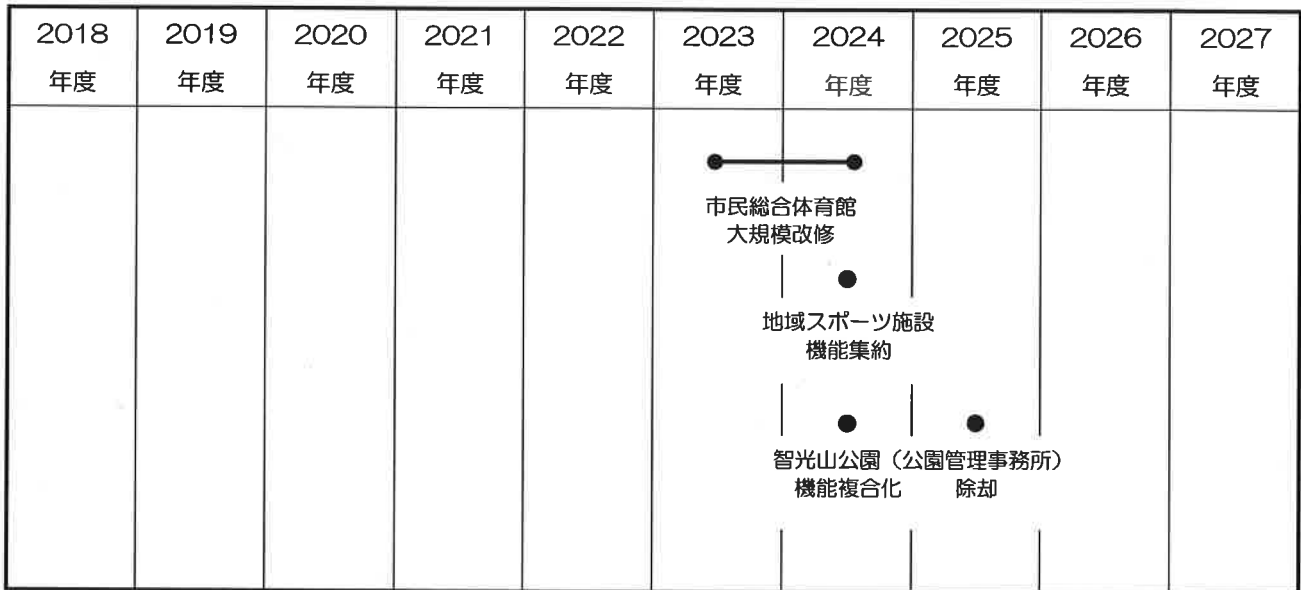 2018 2019 2020 2021 2022 2023 2024 2025 2026 2027
年度 年度 年度 年度 年度 年度 年度 年度 年度 年度
市民総合体育館
大規模改修
地域スポーツ施設
機能集約
智光山公園（公園管理事務所）
機能複合化 除却